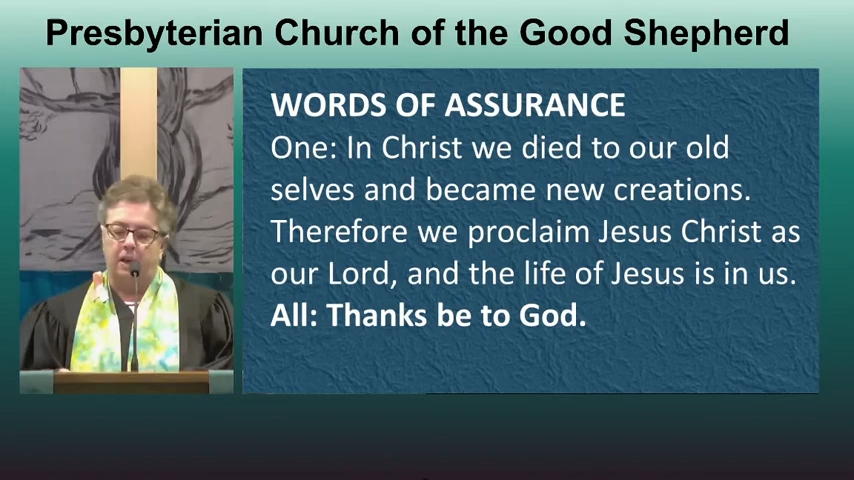 Presbyterian Church of the Good Shepherd
WORDS OF ASSURANCE
One: In Christ we died to our old
selves and became new creations.
Therefore we proclaim Jesus Christ as
our Lord, and the life of Jesus is in us.
All: Thanks be to God.